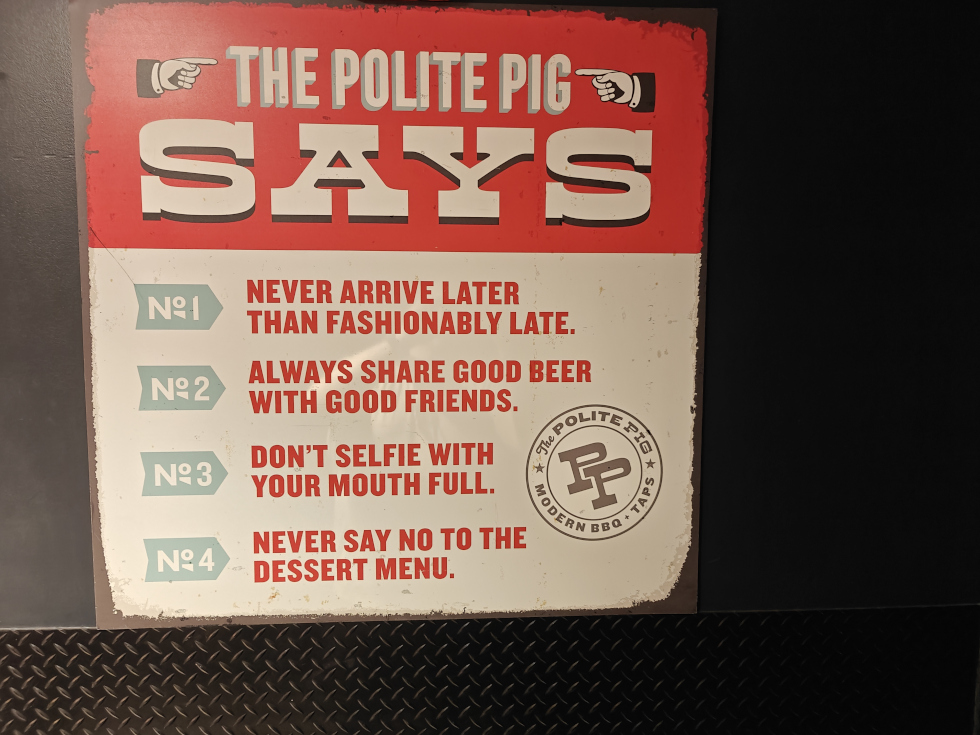 THE POLITE PIG
SAYS
No1
NEVER ARRIVE LATER
THAN FASHIONABLY LATE.
No2
ALWAYS SHARE GOOD BEER
WITH GOOD FRIENDS.
No3
DON'T SELFIE WITH
YOUR MOUTH FULL.
No4
NEVER SAY NO TO THE
DESSERT MENU.
The POLITE PIG
PP
MODERN BBQ + TAPS